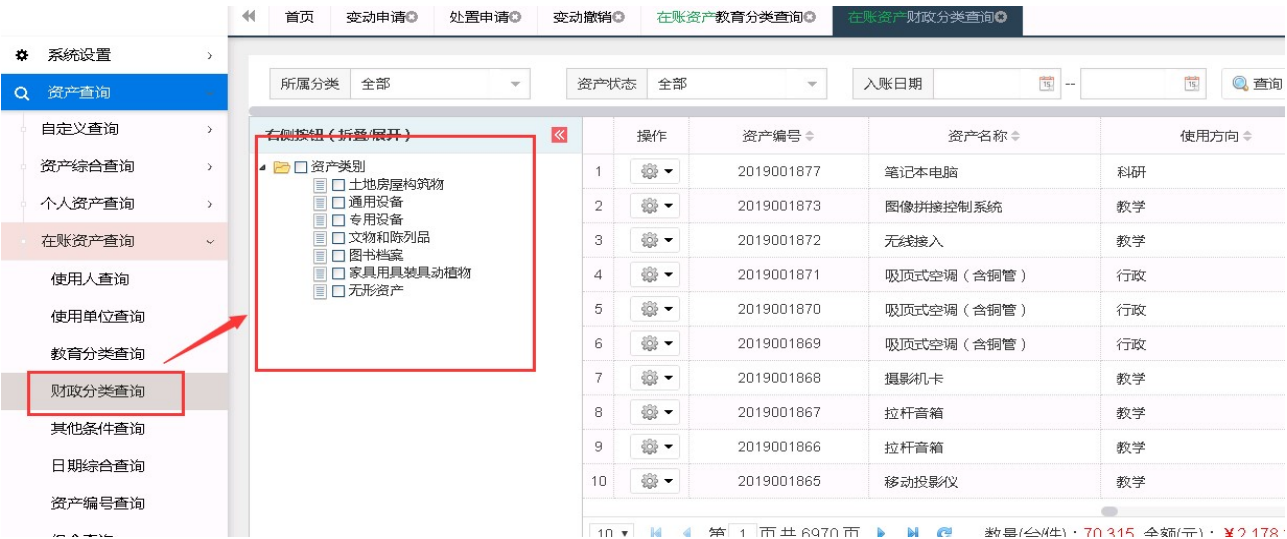 首页 变动申请 处置申请 变动撤销 在账资产教育分类查询 在账资产财政分类查询
系统设置
资产查询
自定义查询
资产综合查询
个人资产查询
在账资产查询
使用人查询
使用单位查询
教育分类查询
财政分类查询
其他条件查询
日期综合查询
资产编号查询
所属分类 全部 资产状态 全部 入账日期 -- 查询
右侧按钮(折叠/展开)
资产类别
土地房屋构筑物
通用设备
专用设备
文物和陈列品
图书档案
家具用具装具动植物
无形资产
操作 资产编号 资产名称 使用方向
1 2019001877 笔记本电脑 科研
2 2019001873 图像拼接控制系统 教学
3 2019001872 无线接入 教学
4 2019001871 吸顶式空调(含铜管) 行政
5 2019001870 吸顶式空调(含铜管) 行政
6 2019001869 吸顶式空调(含铜管) 行政
7 2019001868 摄影机卡 教学
8 2019001867 拉杆音箱 教学
9 2019001866 拉杆音箱 教学
10 2019001865 移动投影仪 教学
10 第 1 页共 6970 页 数量(台件):70,315 金额(元):¥2,178,